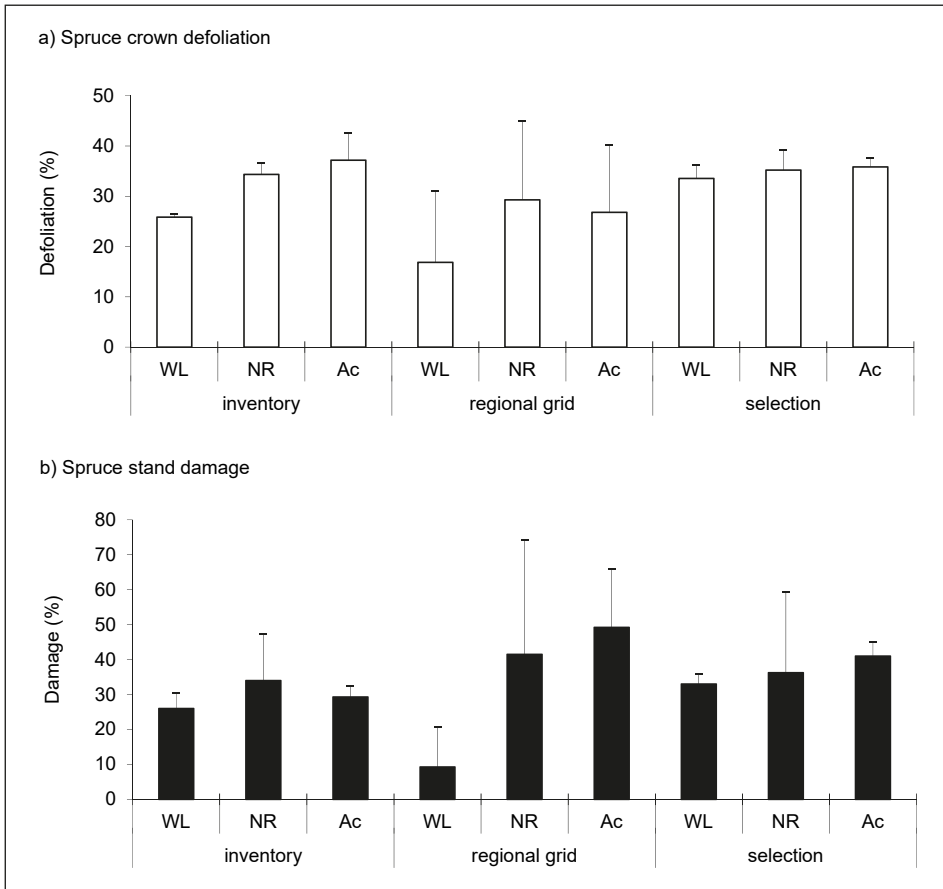 a) Spruce crown defoliation
50
40
30
20
10
0
Defoliation (%)
WL NR Ac WL NR Ac WL NR Ac
inventory regional grid selection
b) Spruce stand damage
80
70
60
50
40
30
20
10
0
Damage (%)
WL NR Ac WL NR Ac WL NR Ac
inventory regional grid selection